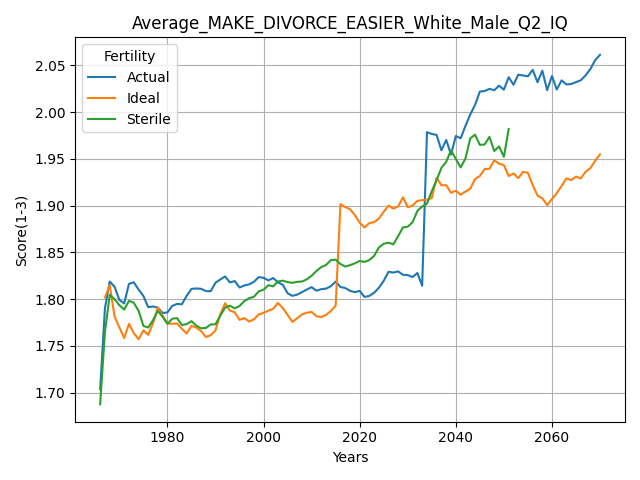 Average_MAKE_DIVORCE_EASIER_White_Male_Q2_IQ
Fertility
Actual
Ideal
Sterile
Score(1-3)
2.05
2.00
1.95
1.90
1.85
1.80
1.75
1.70
1980
2000
2020
2040
2060
Years